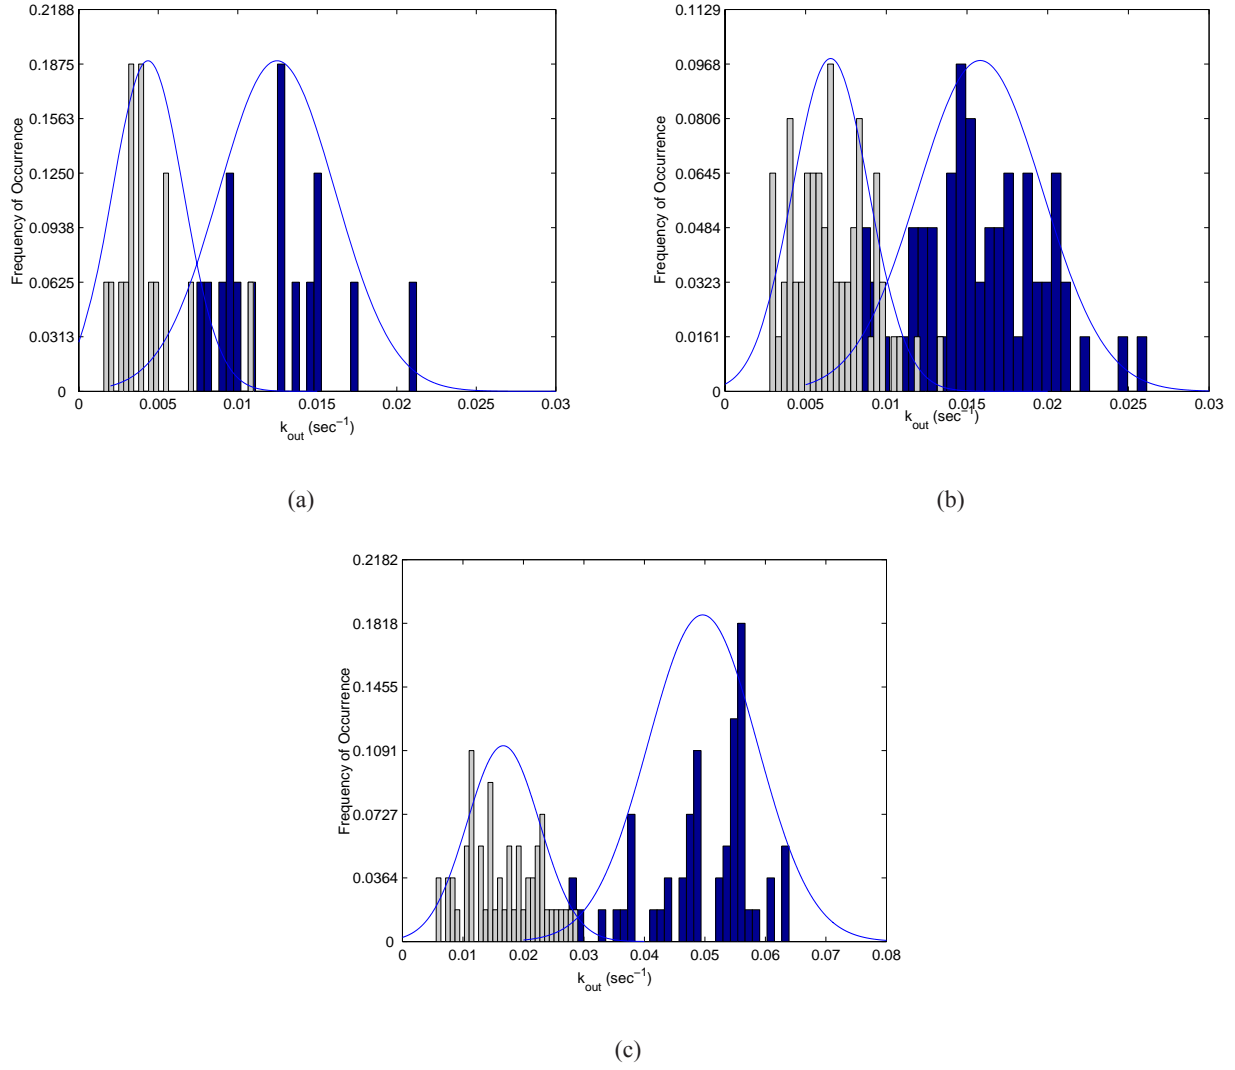 0.2188
0.1875
0.1563
0.1250
0.0938
0.0625
0.0313
0
Frequency of Occurrence
0 0.005 0.01 0.015 0.02 0.025 0.03
k_out (sec⁻¹)
(a)
0.1129
0.0968
0.0806
0.0645
0.0484
0.0323
0.0161
0
Frequency of Occurrence
0 0.005 0.01 0.015 0.02 0.025 0.03
k_out (sec⁻¹)
(b)
0.2182
0.1818
0.1455
0.1091
0.0727
0.0364
0
Frequency of Occurrence
0 0.01 0.02 0.03 0.04 0.05 0.06 0.07 0.08
k_out (sec⁻¹)
(c)